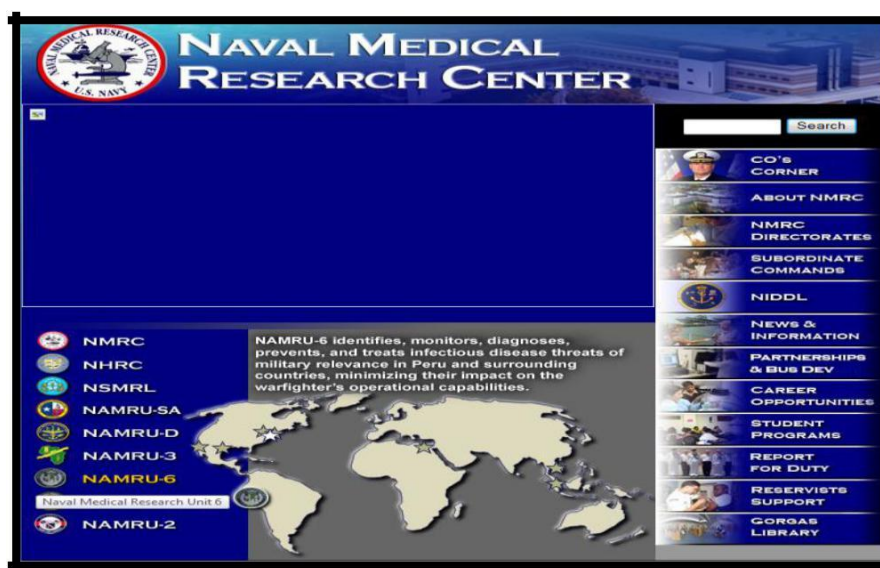 NAVAL MEDICAL RESEARCH CENTER
U.S. NAVY
NAVAL MEDICAL
RESEARCH CENTER
Search
CO's
CORNER
ABOUT NMRC
NMRC
DIRECTORATES
SUBORDINATE
COMMANDS
NIDDL
NEWS &
INFORMATION
PARTNERSHIPS
& BUS DEV
CAREER
OPPORTUNITIES
STUDENT
PROGRAMS
REPORT
FOR DUTY
RESERVISTS
SUPPORT
GORGAS
LIBRARY
NMRC
NHRC
NSMRL
NAMRU-SA
NAMRU-D
NAMRU-3
NAMRU-6
Naval Medical Research Unit 6
NAMRU-2
NAMRU-6 identifies, monitors, diagnoses,
prevents, and treats infectious disease threats of
military relevance in Peru and surrounding
countries, minimizing their impact on the
warfighter's operational capabilities.